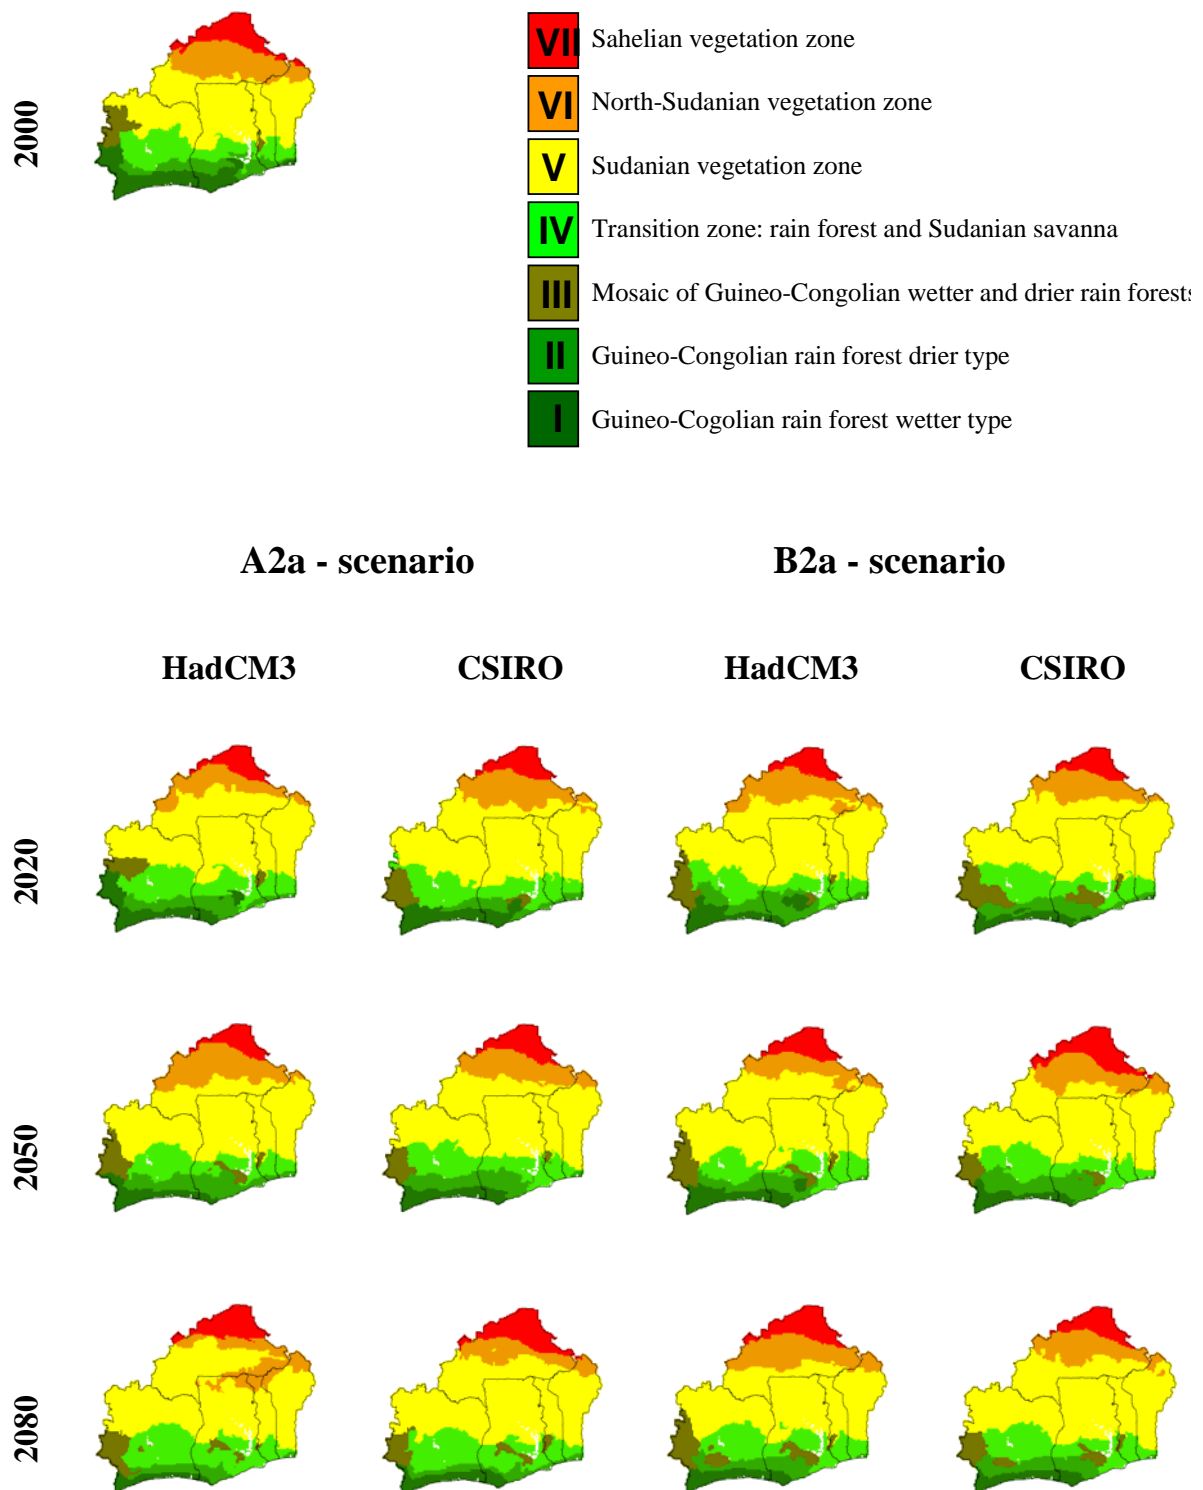 2000
VII Sahelian vegetation zone
VI North-Sudanian vegetation zone
V Sudanian vegetation zone
IV Transition zone: rain forest and Sudanian savanna
III Mosaic of Guineo-Congolian wetter and drier rain forests
II Guineo-Congolian rain forest drier type
I Guineo-Cogolian rain forest wetter type
A2a - scenario B2a - scenario
HadCM3 CSIRO HadCM3 CSIRO
2020
2050
2080